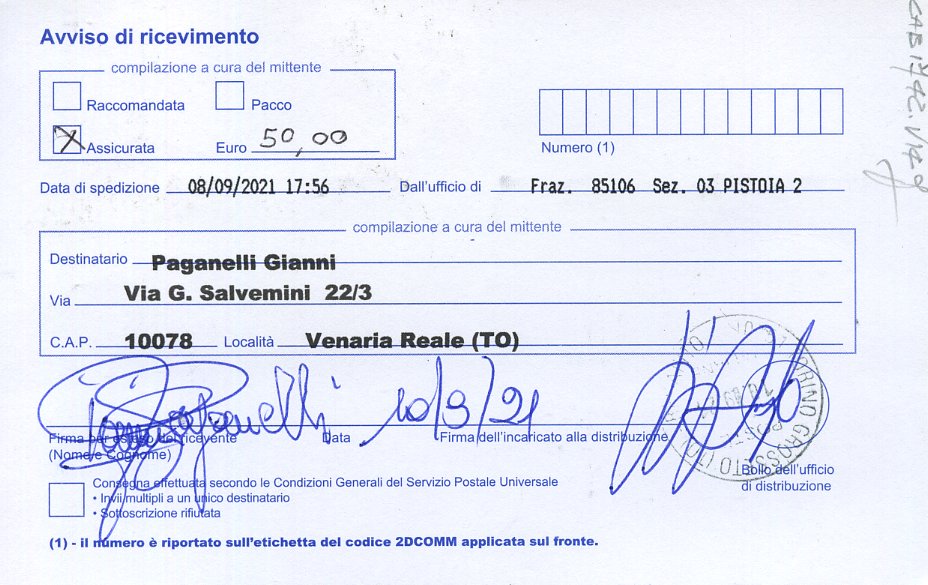 Avviso di ricevimento
compilazione a cura del mittente
Raccomandata Pacco
Assicurata Euro 50,00
Numero (1)
Data di spedizione 08/09/2021 17:56 Dall'ufficio di Fraz. 85106 Sez. 03 PISTOIA 2
compilazione a cura del mittente
Destinatario Paganelli Gianni
Via Via G. Salvemini 22/3
C.A.P. 10078 Località Venaria Reale (TO)
10/9/21
Firma per esteso del ricevente Data Firma dell'incaricato alla distribuzione
(Nome e Cognome)
Bollo dell'ufficio
di distribuzione
Consegna effettuata secondo le Condizioni Generali del Servizio Postale Universale
• Invii multipli a un unico destinatario
• Sottoscrizione rifiutata
(1) - il numero è riportato sull'etichetta del codice 2DCOMM applicata sul fronte.